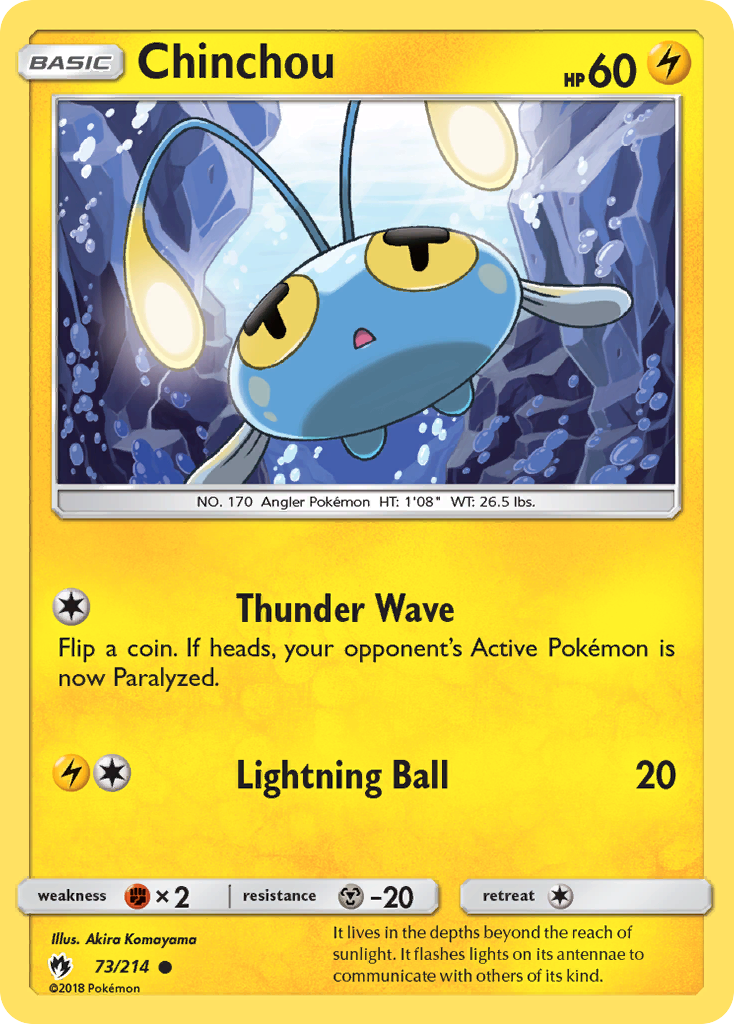 BASIC Chinchou HP 60
NO. 170 Angler Pokémon HT: 1'08" WT: 26.5 lbs.
Thunder Wave
Flip a coin. If heads, your opponent's Active Pokémon is
now Paralyzed.
Lightning Ball 20
weakness × 2 resistance -20 retreat
Illus. Akira Komayama
73/214
©2018 Pokémon
It lives in the depths beyond the reach of
sunlight. It flashes lights on its antennae to
communicate with others of its kind.